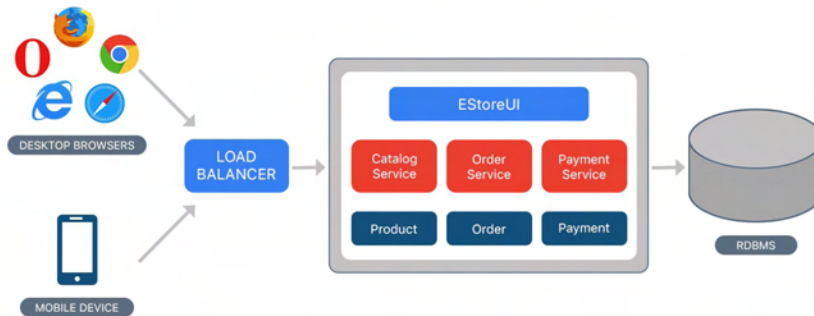 DESKTOP BROWSERS
MOBILE DEVICE
LOAD
BALANCER
EStoreUI
Catalog
Service
Order
Service
Payment
Service
Product
Order
Payment
RDBMS